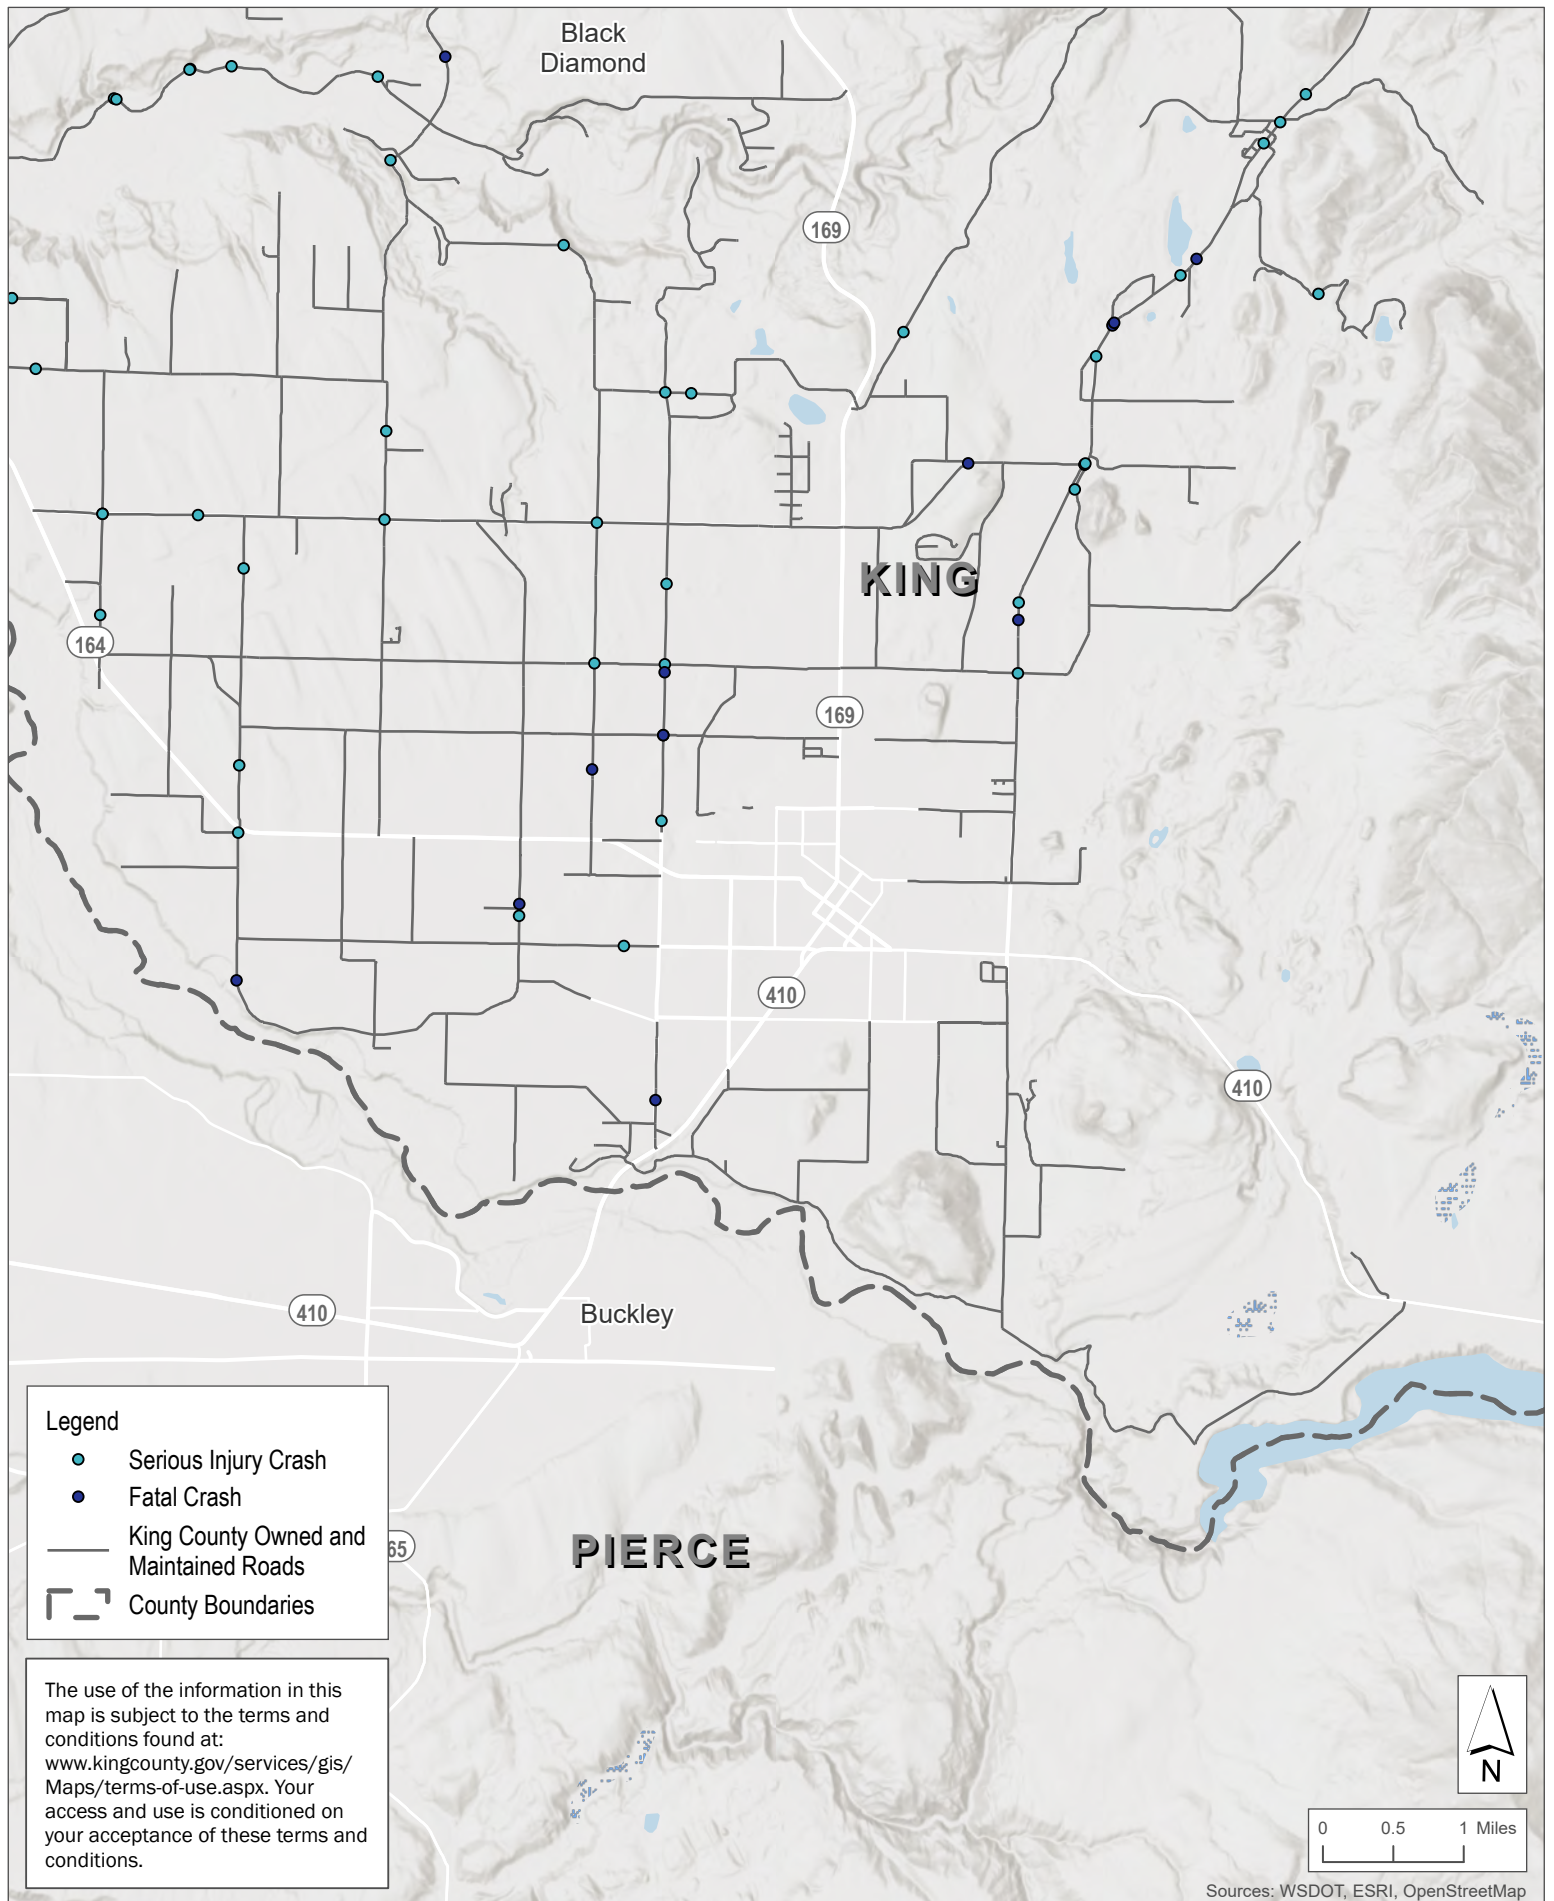 Black
Diamond
169
KING
164
169
410
410
410
Buckley
Legend
Serious Injury Crash
Fatal Crash
King County Owned and
Maintained Roads
County Boundaries
65
PIERCE
The use of the information in this
map is subject to the terms and
conditions found at:
www.kingcounty.gov/services/gis/
Maps/terms-of-use.aspx. Your
access and use is conditioned on
your acceptance of these terms and
conditions.
N
0 0.5 1 Miles
Sources: WSDOT, ESRI, OpenStreetMap